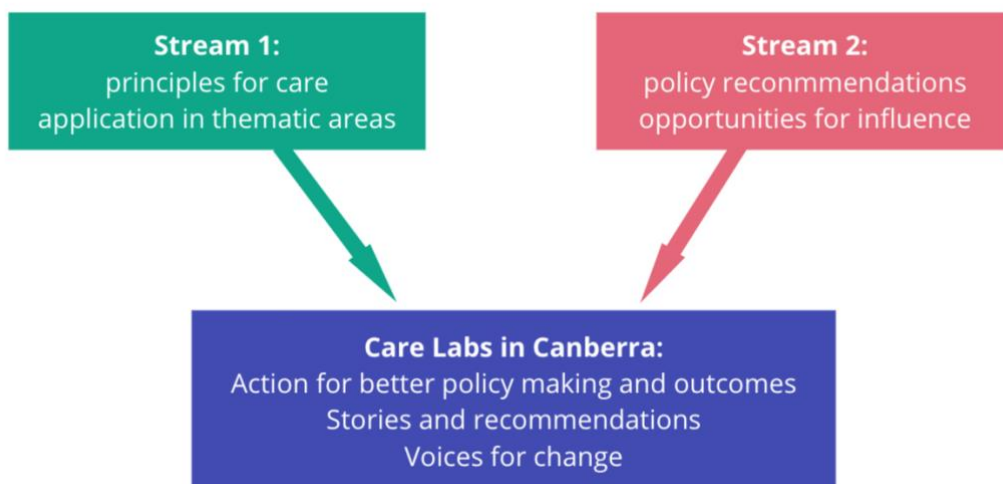 Stream 1:
principles for care
application in thematic areas
Stream 2:
policy reconmmendations
opportunities for influence
Care Labs in Canberra:
Action for better policy making and outcomes
Stories and recommendations
Voices for change